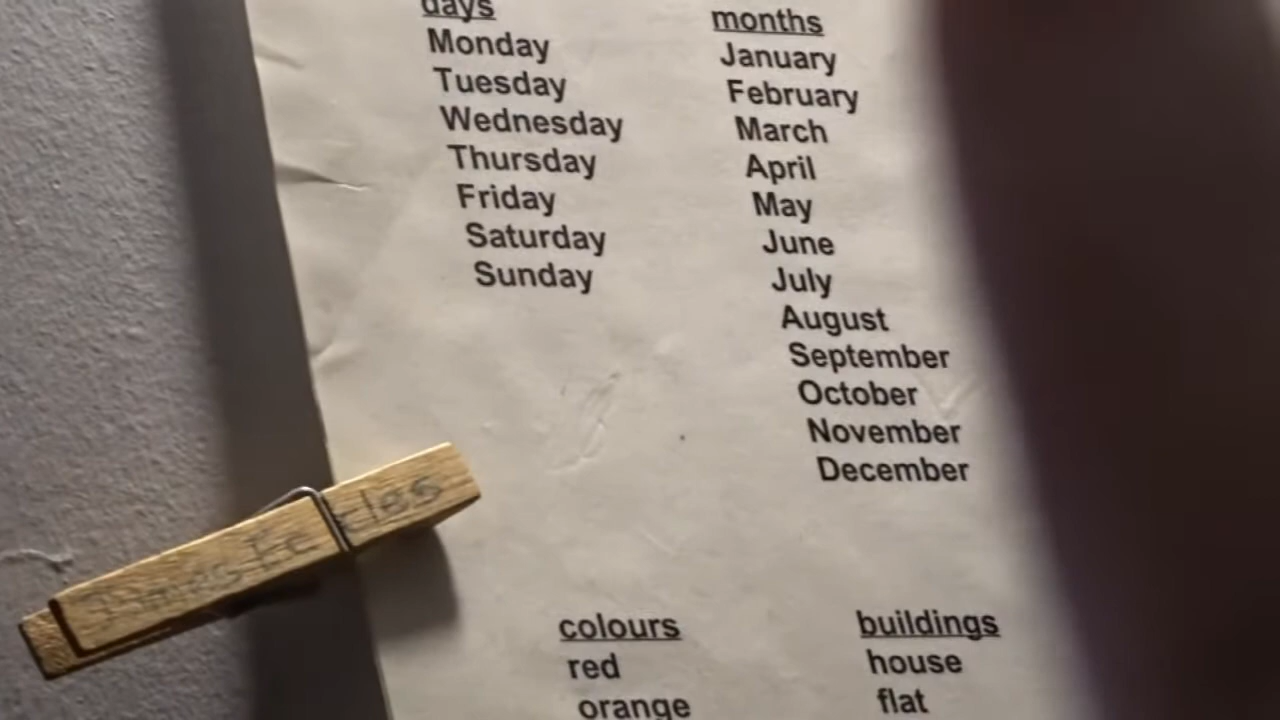 days
Monday
Tuesday
Wednesday
Thursday
Friday
Saturday
Sunday
months
January
February
March
April
May
June
July
August
September
October
November
December
colours
red
orange
buildings
house
flat